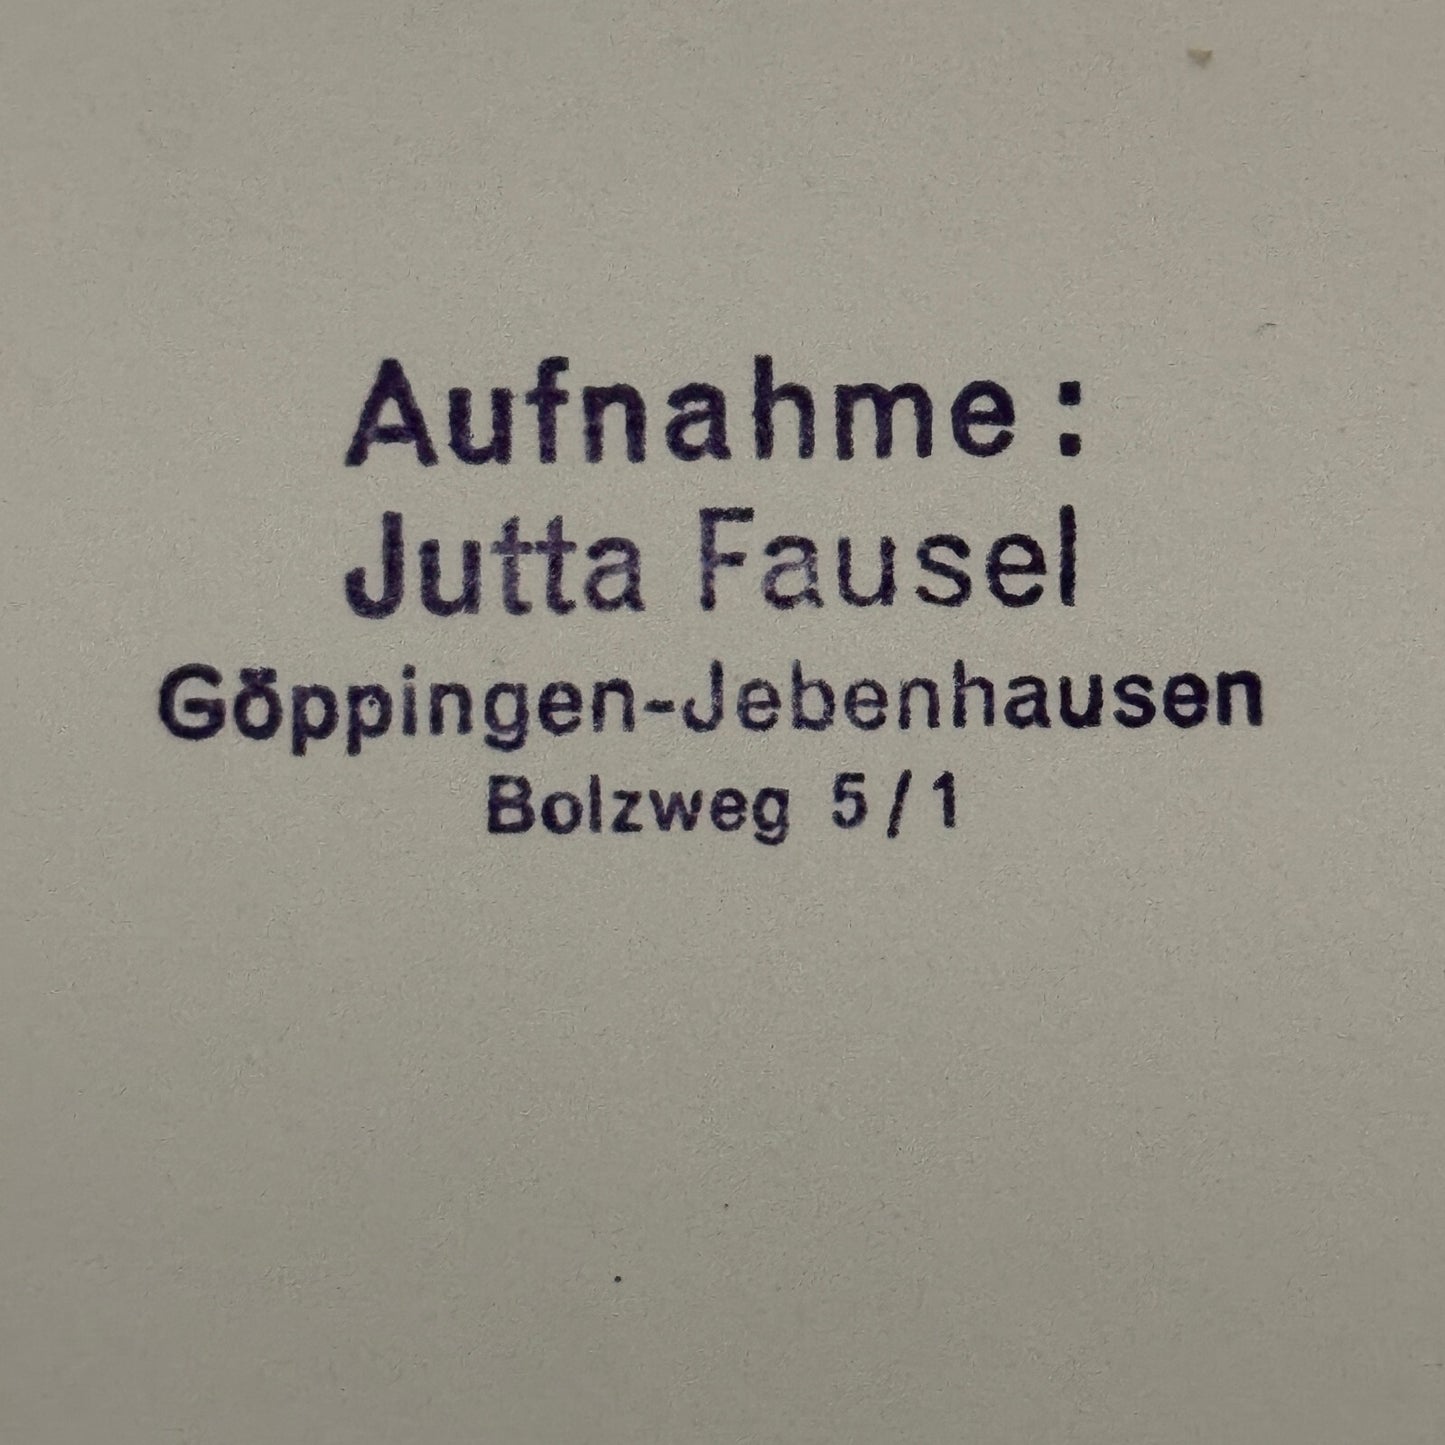 Aufnahme :
Jutta Fausel
Göppingen-Jebenhausen
Bolzweg 5/1